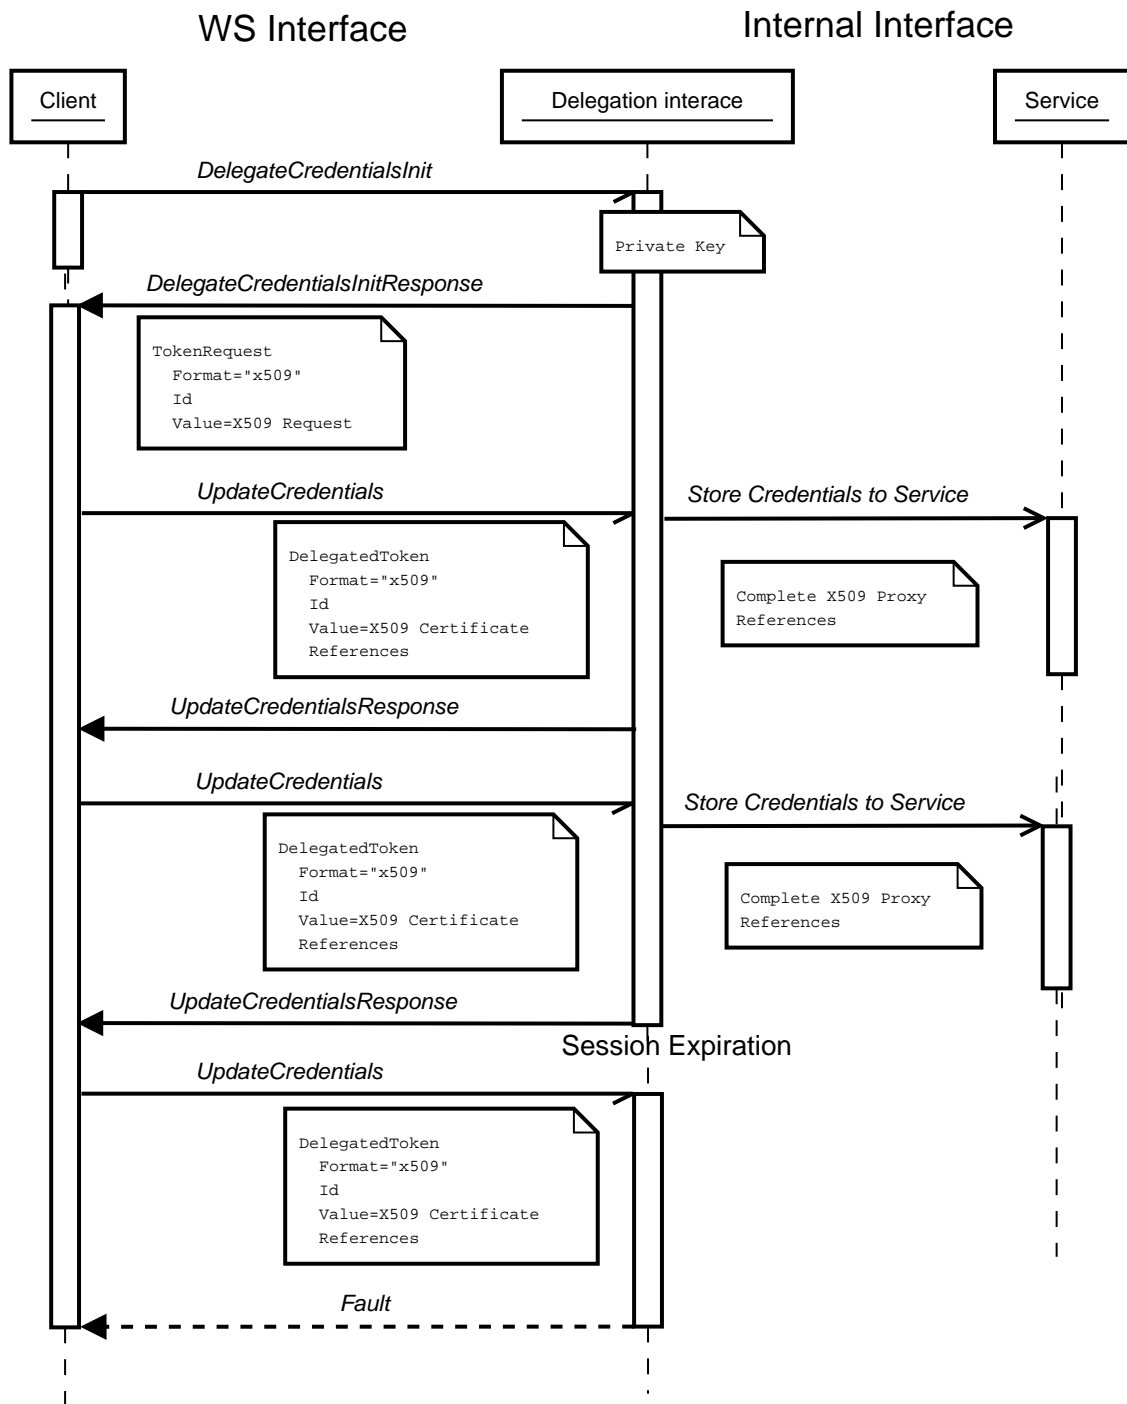 WS Interface
Internal Interface
Client
Delegation interace
Service
DelegateCredentialsInit
Private Key
DelegateCredentialsInitResponse
TokenRequest
Format="x509"
Id
Value=X509 Request
UpdateCredentials
Store Credentials to Service
DelegatedToken
Format="x509"
Id
Value=X509 Certificate
References
Complete X509 Proxy
References
UpdateCredentialsResponse
UpdateCredentials
Store Credentials to Service
DelegatedToken
Format="x509"
Id
Value=X509 Certificate
References
Complete X509 Proxy
References
UpdateCredentialsResponse
Session Expiration
UpdateCredentials
DelegatedToken
Format="x509"
Id
Value=X509 Certificate
References
Fault